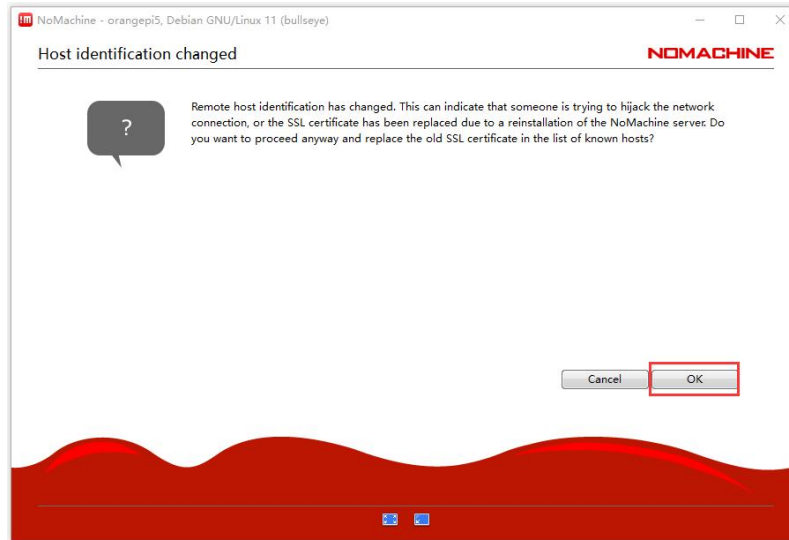 NoMachine - orangepi5, Debian GNU/Linux 11 (bullseye)
Host identification changed
NOMACHINE
Remote host identification has changed. This can indicate that someone is trying to hijack the network
connection, or the SSL certificate has been replaced due to a reinstallation of the NoMachine server. Do
you want to proceed anyway and replace the old SSL certificate in the list of known hosts?
?
Cancel
OK